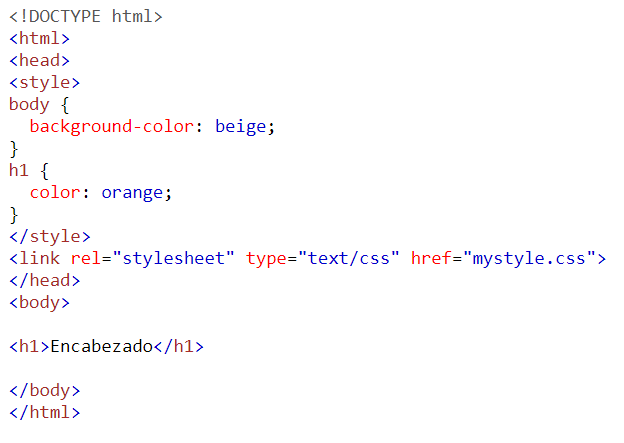 <!DOCTYPE html>
<html>
<head>
<style>
body {
  background-color: beige;
}
h1 {
  color: orange;
}
</style>
<link rel="stylesheet" type="text/css" href="mystyle.css">
</head>
<body>

<h1>Encabezado</h1>

</body>
</html>